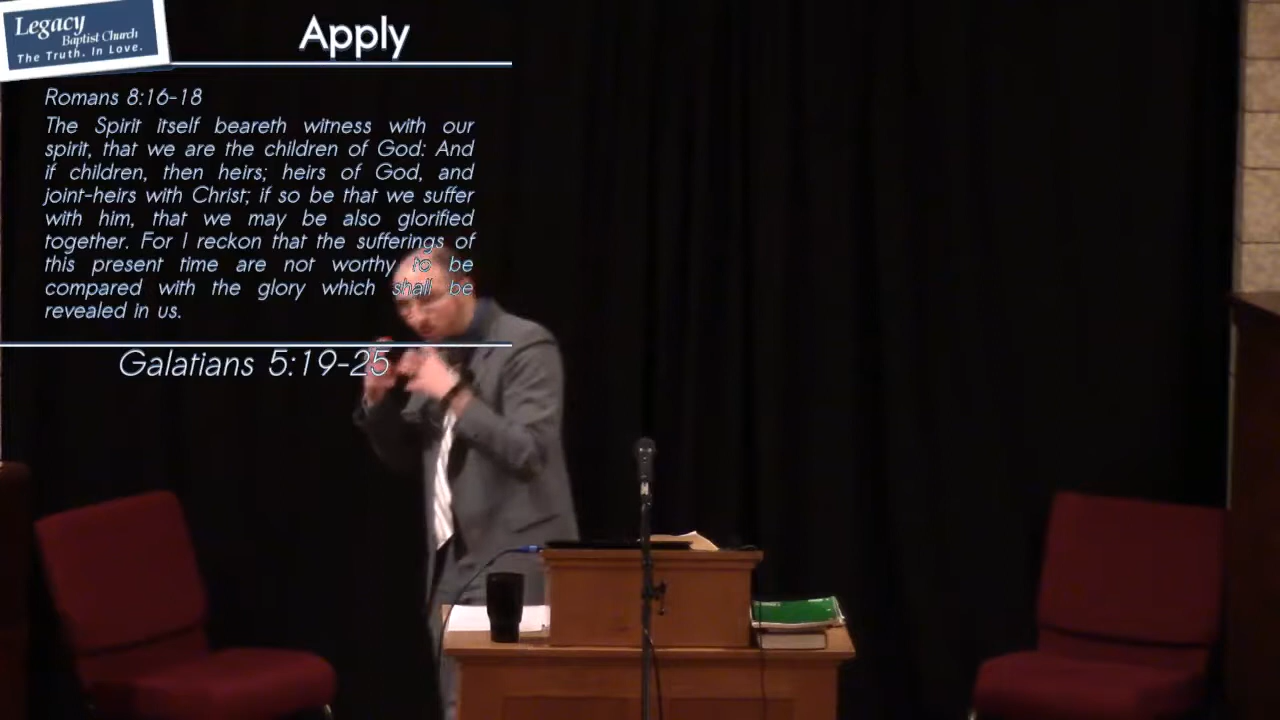 Legacy
Baptist Church
The Truth. In Love.
Apply
Romans 8:16-18
The Spirit itself beareth witness with our
spirit, that we are the children of God: And
if children, then heirs; heirs of God, and
joint-heirs with Christ; if so be that we suffer
with him, that we may be also glorified
together. For I reckon that the sufferings of
this present time are not worthy to be
compared with the glory which shall be
revealed in us.
Galatians 5:19-25